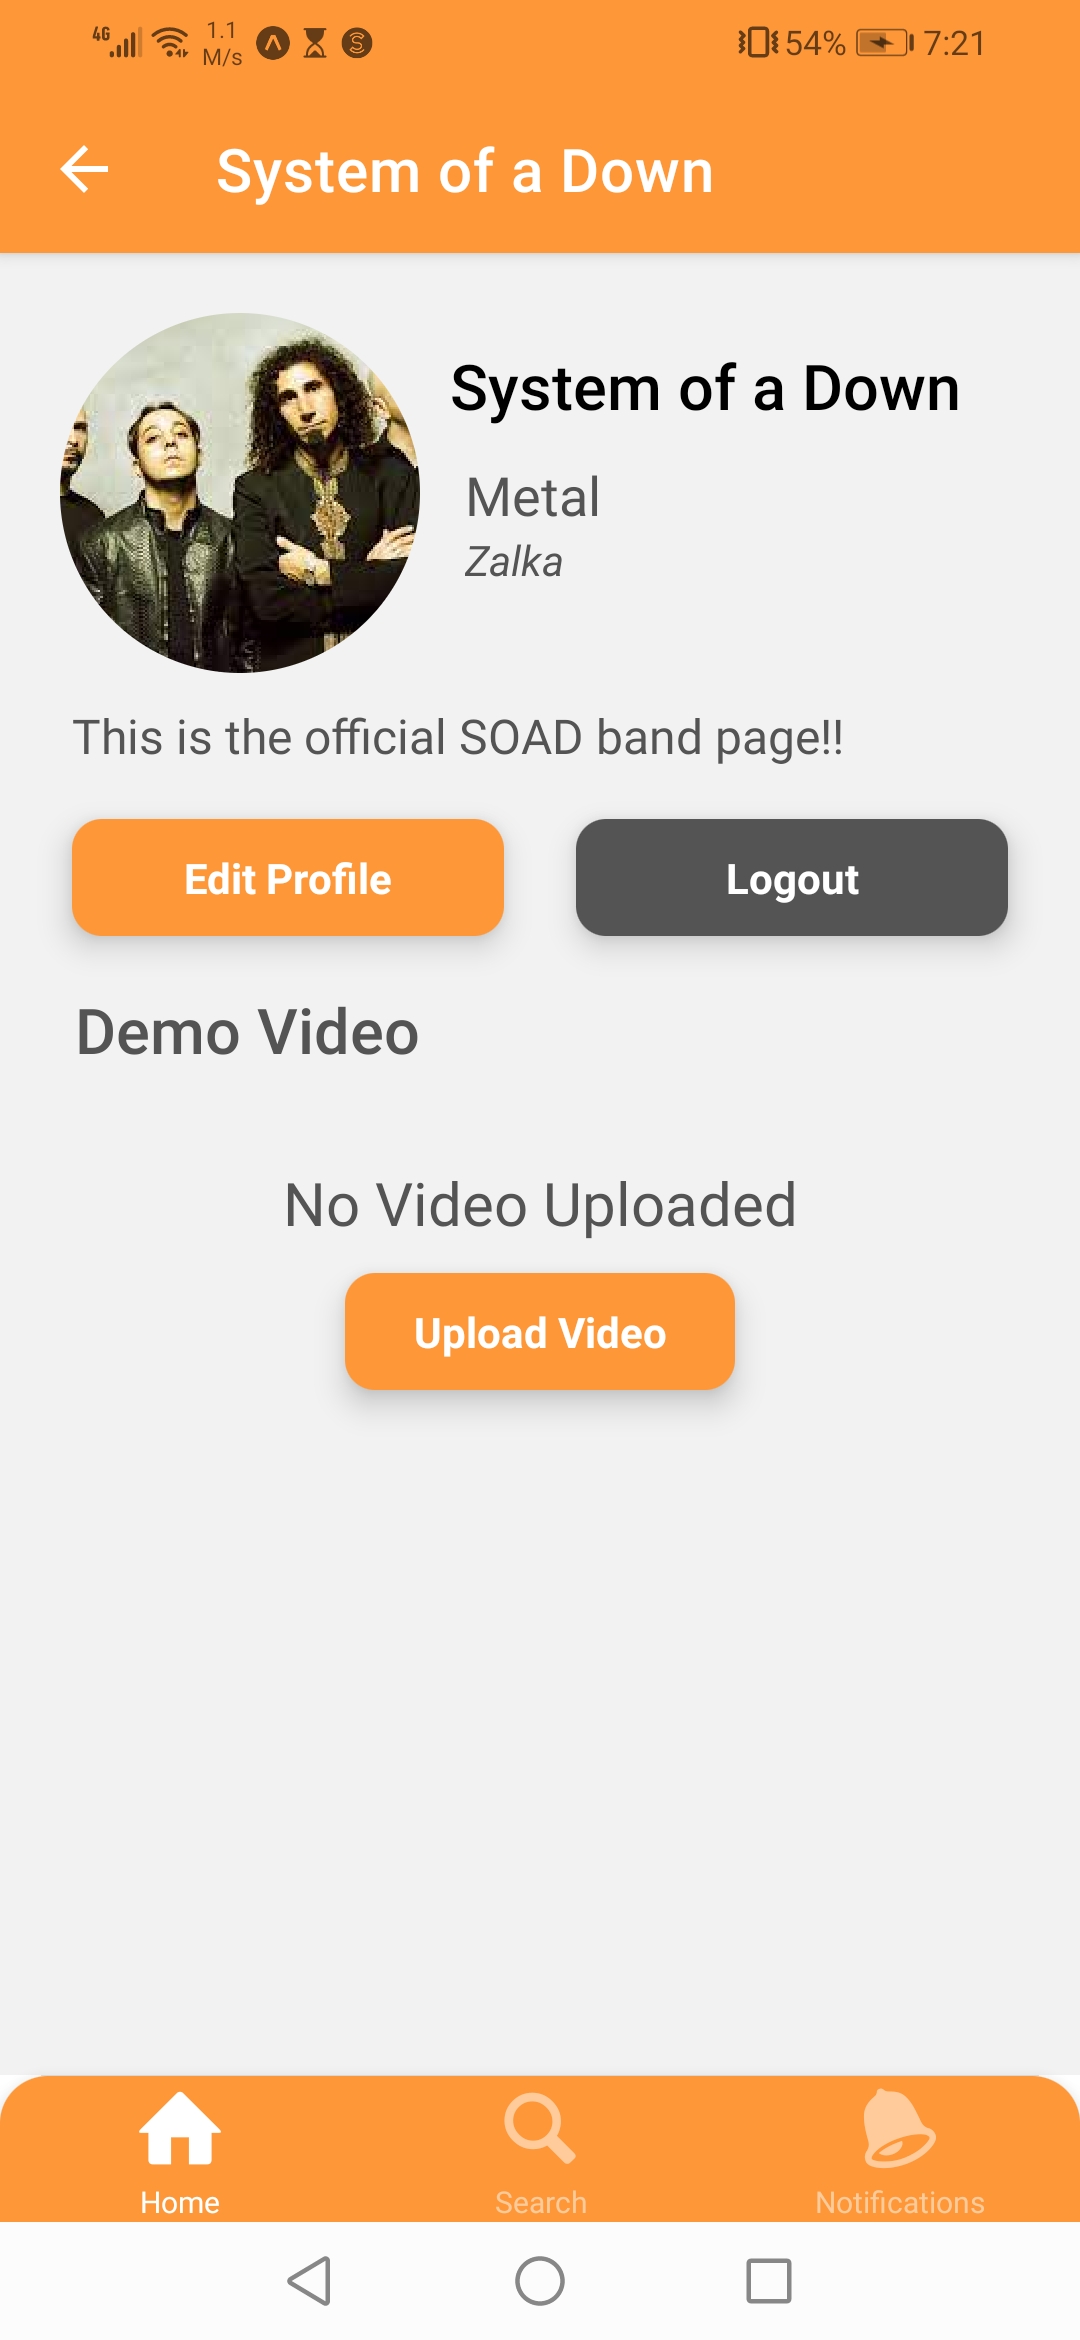 4G 1.1 M/s 54% 7:21
System of a Down
System of a Down
Metal
Zalka
This is the official SOAD band page!!
Edit Profile Logout
Demo Video
No Video Uploaded
Upload Video
Home Search Notifications